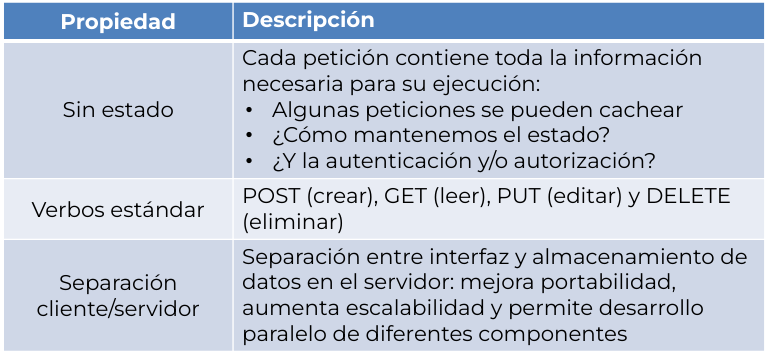 Propiedad
Descripción
Sin estado
Cada petición contiene toda la información
necesaria para su ejecución:
• Algunas peticiones se pueden cachear
• ¿Cómo mantenemos el estado?
• ¿Y la autenticación y/o autorización?
Verbos estándar
POST (crear), GET (leer), PUT (editar) y DELETE
(eliminar)
Separación
cliente/servidor
Separación entre interfaz y almacenamiento de
datos en el servidor: mejora portabilidad,
aumenta escalabilidad y permite desarrollo
paralelo de diferentes componentes